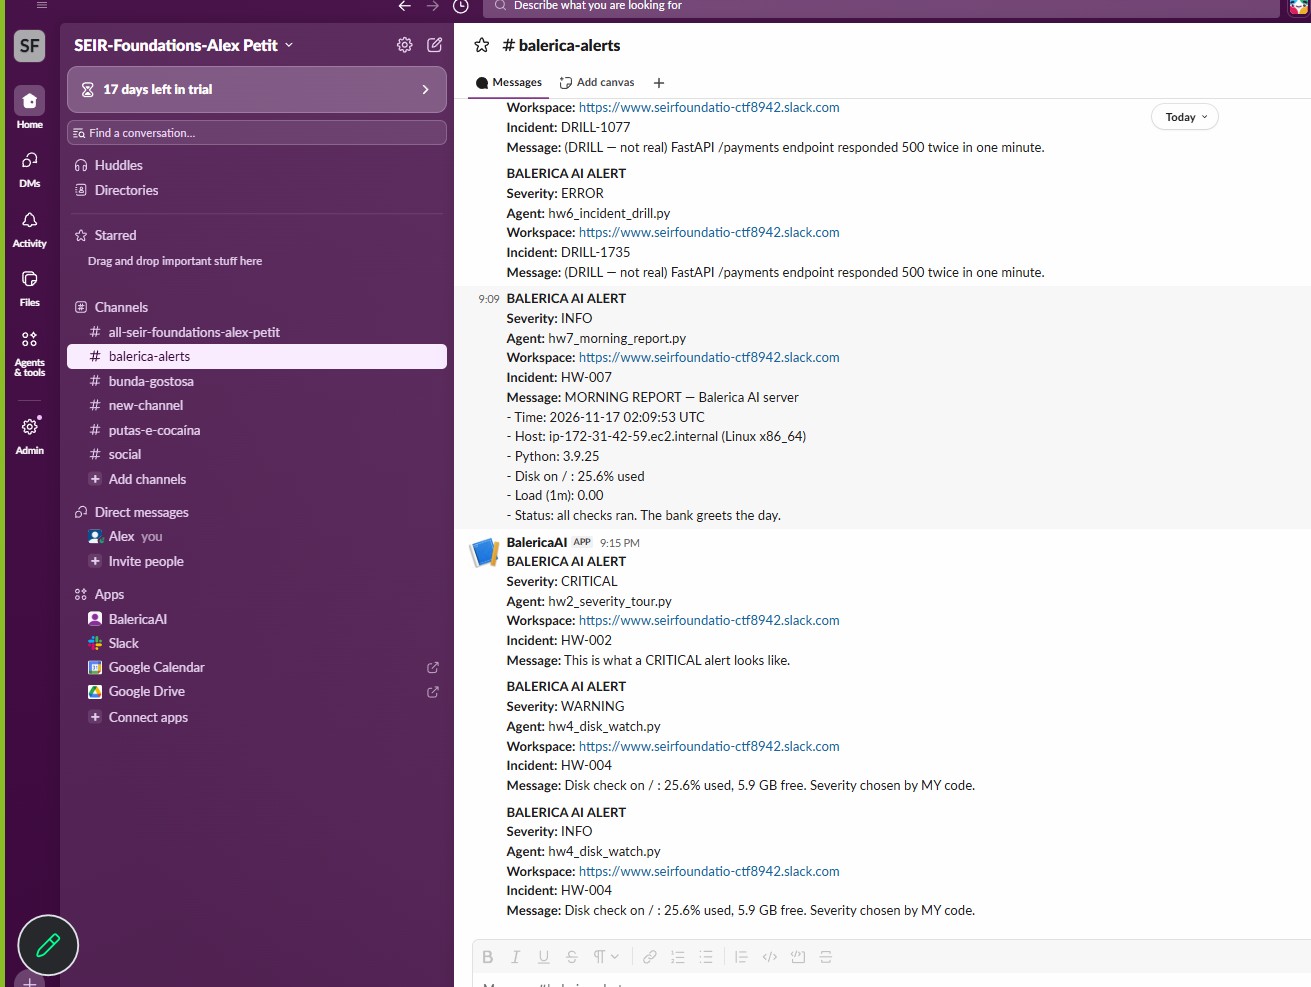 Describe what you are looking for
SF
Home
DMs
Activity
Files
Agents & tools
Admin
SEIR-Foundations-Alex Petit
17 days left in trial
Find a conversation...
Huddles
Directories
Starred
Drag and drop important stuff here
Channels
# all-seir-foundations-alex-petit
# balerica-alerts
# bunda-gostosa
# new-channel
# putas-e-cocaína
# social
+ Add channels
Direct messages
Alex you
+ Invite people
Apps
BalericaAI
Slack
Google Calendar
Google Drive
+ Connect apps
# balerica-alerts
Messages
Add canvas
+
Today
Workspace: https://www.seirfoundatio-ctf8942.slack.com
Incident: DRILL-1077
Message: (DRILL — not real) FastAPI /payments endpoint responded 500 twice in one minute.
BALERICA AI ALERT
Severity: ERROR
Agent: hw6_incident_drill.py
Workspace: https://www.seirfoundatio-ctf8942.slack.com
Incident: DRILL-1735
Message: (DRILL — not real) FastAPI /payments endpoint responded 500 twice in one minute.
9:09 BALERICA AI ALERT
Severity: INFO
Agent: hw7_morning_report.py
Workspace: https://www.seirfoundatio-ctf8942.slack.com
Incident: HW-007
Message: MORNING REPORT — Balerica AI server
- Time: 2026-11-17 02:09:53 UTC
- Host: ip-172-31-42-59.ec2.internal (Linux x86_64)
- Python: 3.9.25
- Disk on / : 25.6% used
- Load (1m): 0.00
- Status: all checks ran. The bank greets the day.
BalericaAI APP 9:15 PM
BALERICA AI ALERT
Severity: CRITICAL
Agent: hw2_severity_tour.py
Workspace: https://www.seirfoundatio-ctf8942.slack.com
Incident: HW-002
Message: This is what a CRITICAL alert looks like.
BALERICA AI ALERT
Severity: WARNING
Agent: hw4_disk_watch.py
Workspace: https://www.seirfoundatio-ctf8942.slack.com
Incident: HW-004
Message: Disk check on / : 25.6% used, 5.9 GB free. Severity chosen by MY code.
BALERICA AI ALERT
Severity: INFO
Agent: hw4_disk_watch.py
Workspace: https://www.seirfoundatio-ctf8942.slack.com
Incident: HW-004
Message: Disk check on / : 25.6% used, 5.9 GB free. Severity chosen by MY code.
B I U S